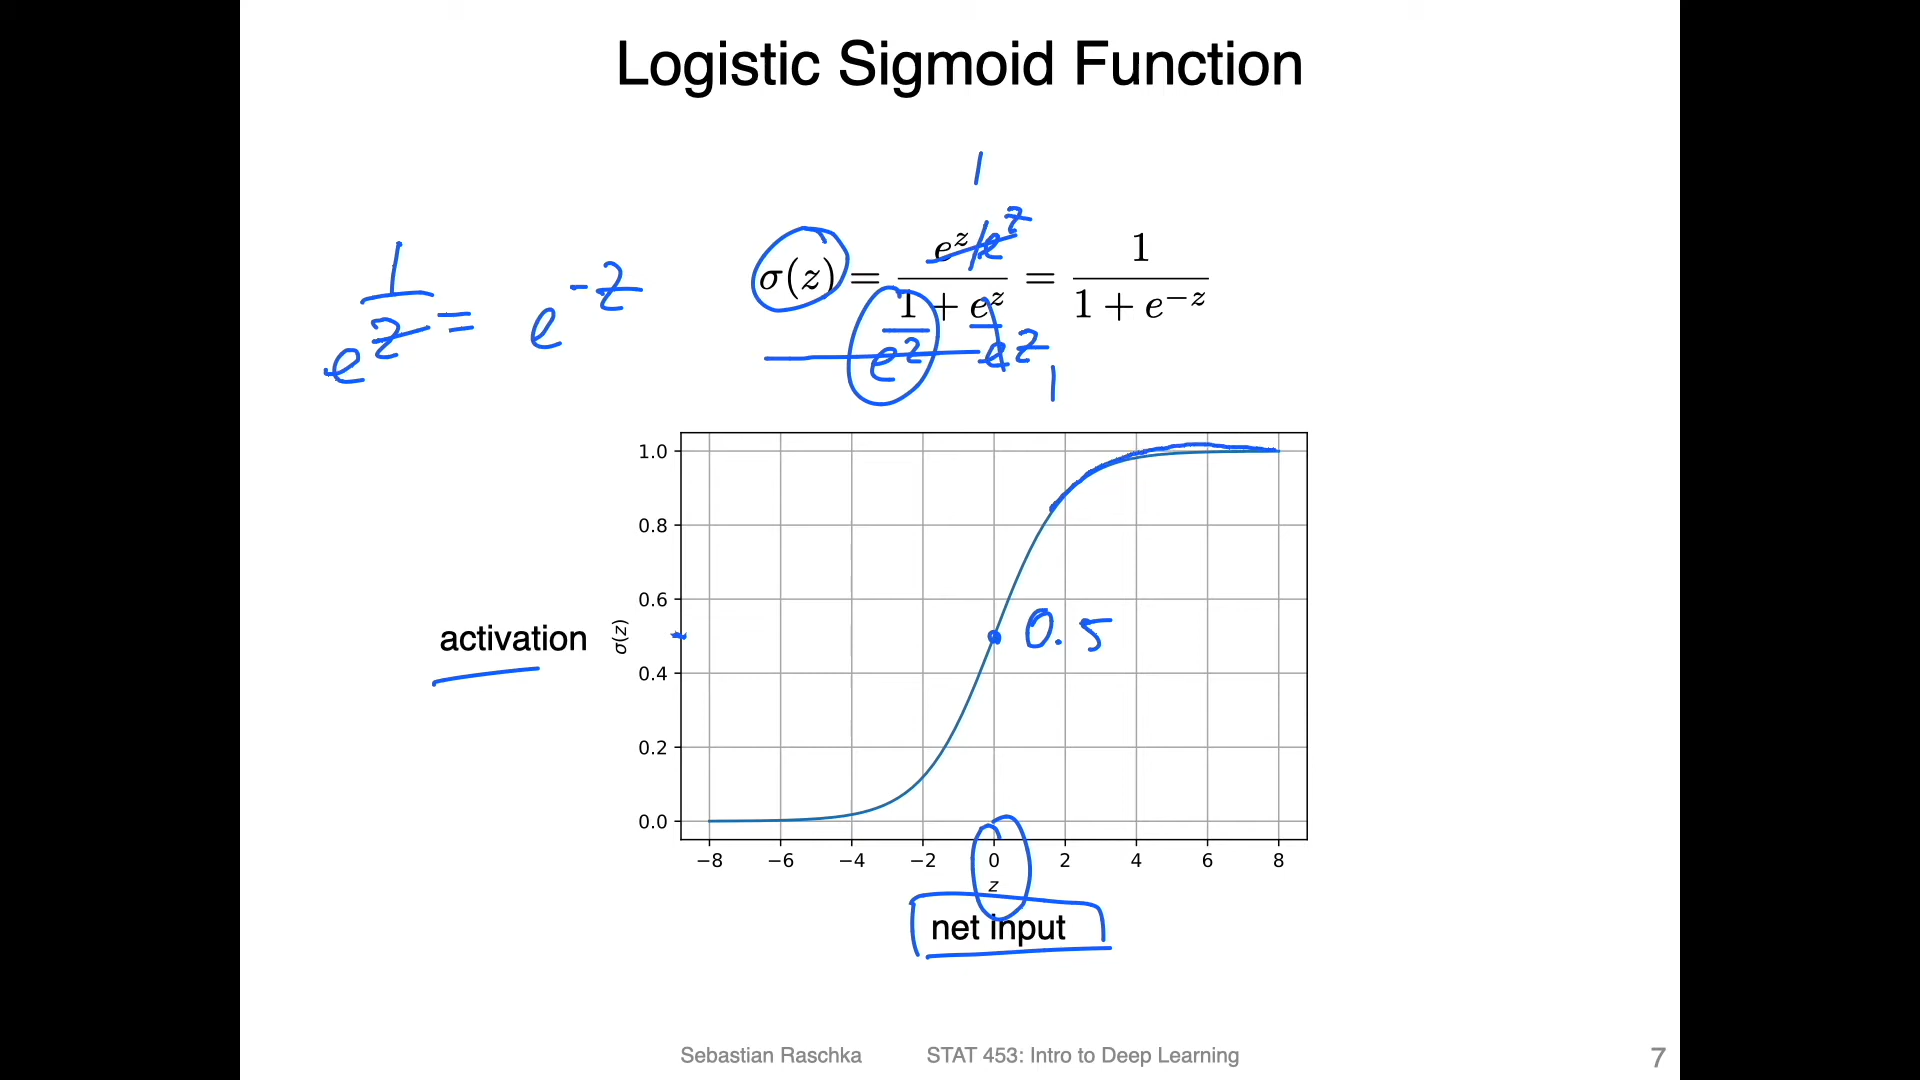 Logistic Sigmoid Function
1
σ(z) = e^z/e^z / 1 + e^z = 1 / 1 + e^−z
1/e^z = e^-z
e^z e^z
1
1.0
0.8
0.6
0.4
0.2
0.0
activation
σ(z)
0.5
−8 −6 −4 −2 0 2 4 6 8
z
net input
Sebastian Raschka STAT 453: Intro to Deep Learning 7